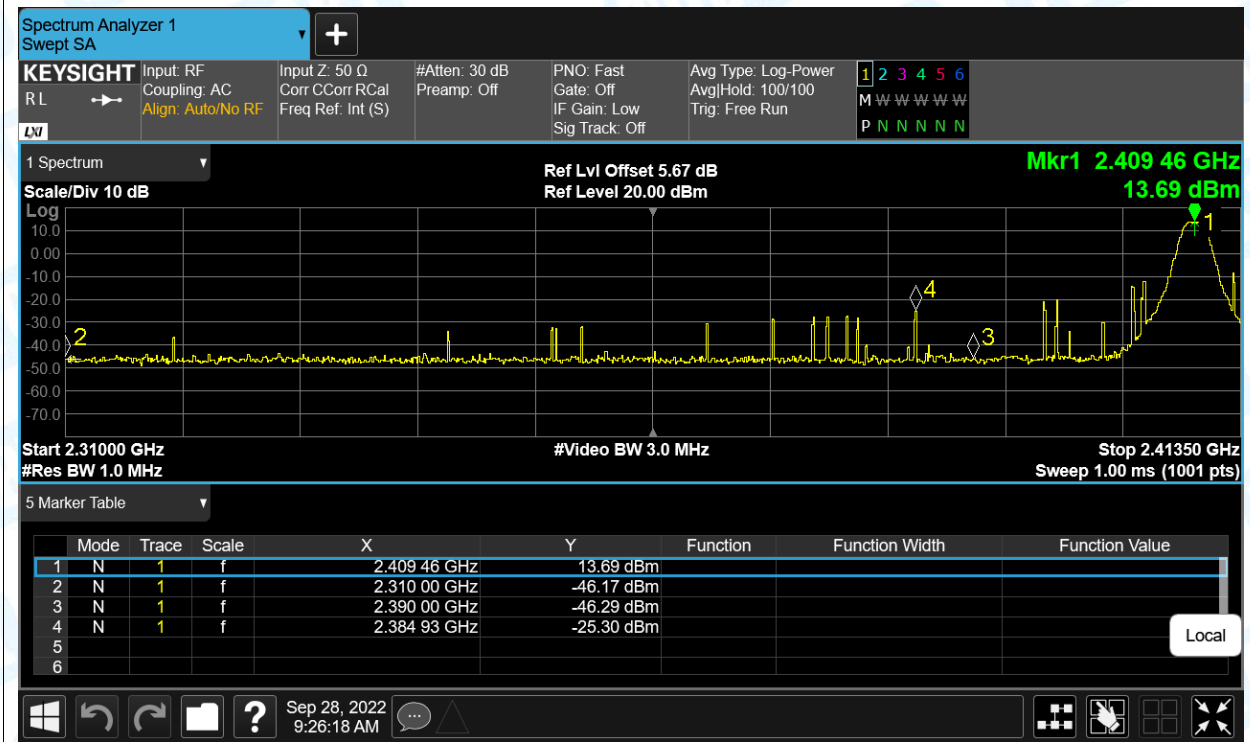 Spectrum Analyzer 1
Swept SA
+
KEYSIGHT
R L
LXI
Input: RF
Coupling: AC
Align: Auto/No RF
Input Z: 50 Ω
Corr CCorr RCal
Freq Ref: Int (S)
#Atten: 30 dB
Preamp: Off
PNO: Fast
Gate: Off
IF Gain: Low
Sig Track: Off
Avg Type: Log-Power
Avg|Hold: 100/100
Trig: Free Run
1 2 3 4 5 6
M W W W W W
P N N N N N
1 Spectrum
Scale/Div 10 dB
Ref Lvl Offset 5.67 dB
Ref Level 20.00 dBm
Mkr1 2.409 46 GHz
13.69 dBm
Log
10.0
0.00
-10.0
-20.0
-30.0
-40.0
-50.0
-60.0
-70.0
1
2
3
4
Start 2.31000 GHz
#Res BW 1.0 MHz
#Video BW 3.0 MHz
Stop 2.41350 GHz
Sweep 1.00 ms (1001 pts)
5 Marker Table
Mode Trace Scale X Y Function Function Width Function Value
1 N 1 f 2.409 46 GHz 13.69 dBm
2 N 1 f 2.310 00 GHz -46.17 dBm
3 N 1 f 2.390 00 GHz -46.29 dBm
4 N 1 f 2.384 93 GHz -25.30 dBm
5
6
Local
?
Sep 28, 2022
9:26:18 AM